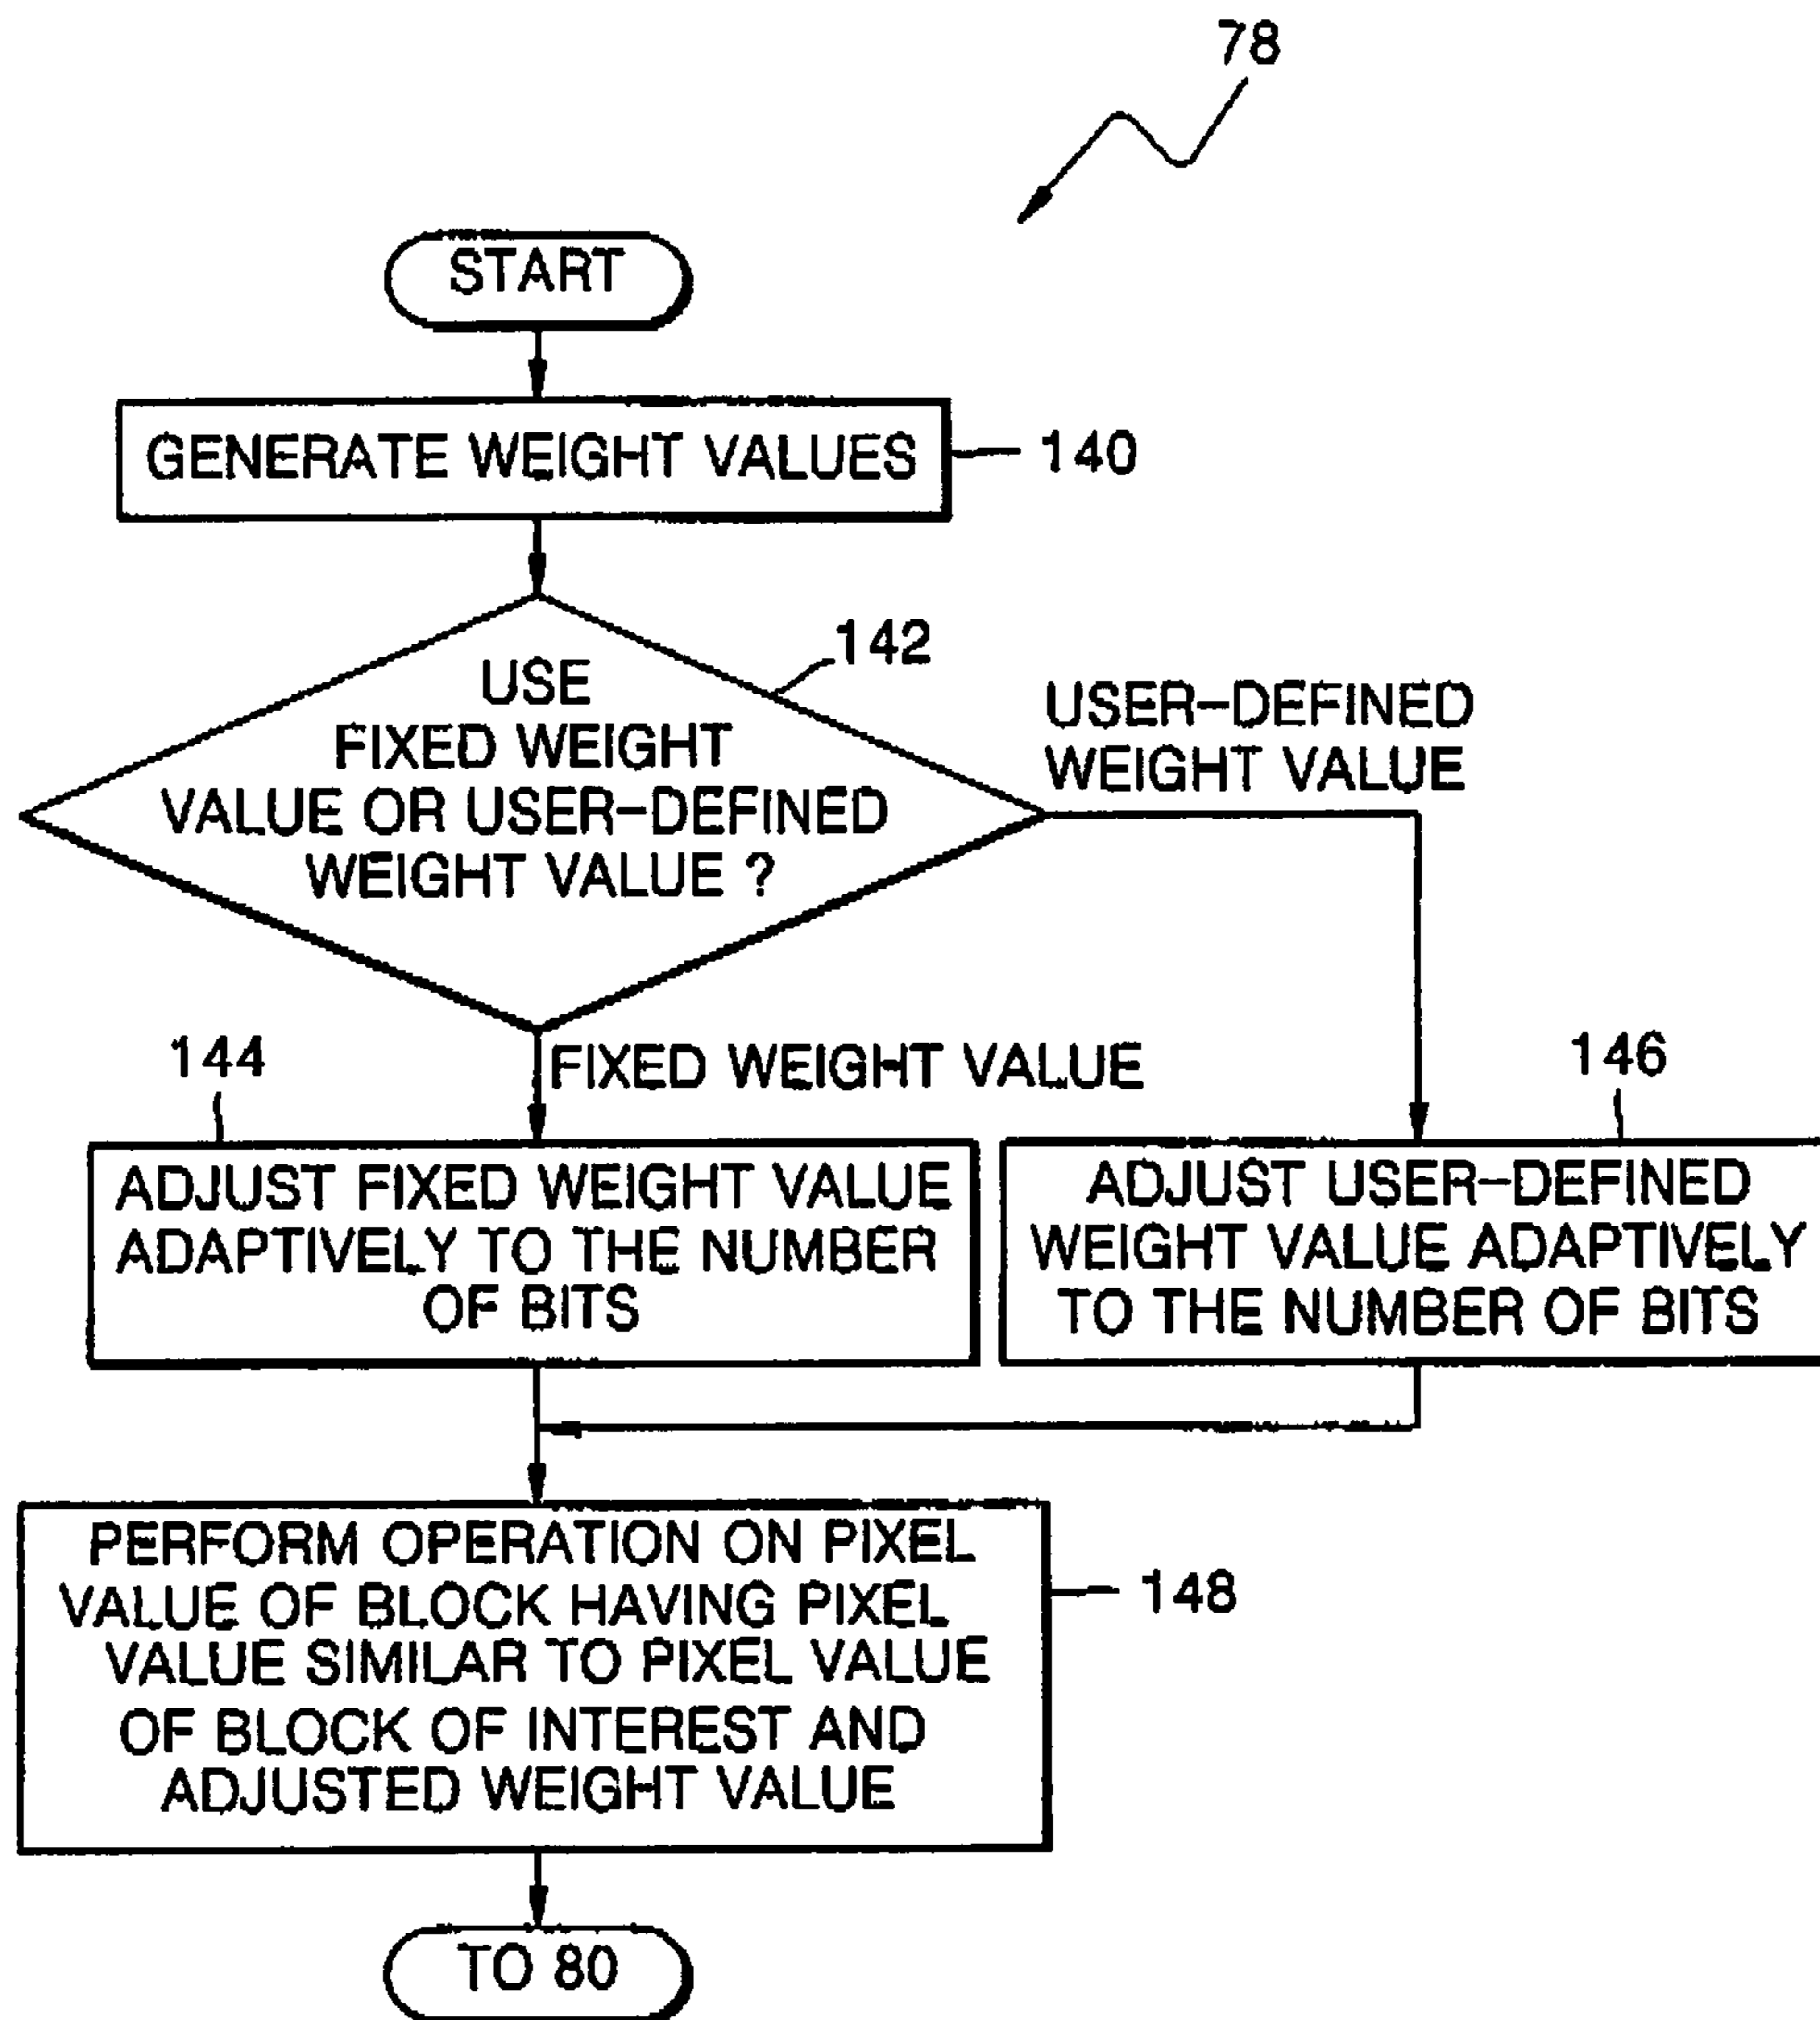 78
START
GENERATE WEIGHT VALUES
140
142
USE
FIXED WEIGHT
VALUE OR USER-DEFINED
WEIGHT VALUE ?
USER-DEFINED
WEIGHT VALUE
FIXED WEIGHT VALUE
144
ADJUST FIXED WEIGHT VALUE
ADAPTIVELY TO THE NUMBER
OF BITS
146
ADJUST USER-DEFINED
WEIGHT VALUE ADAPTIVELY
TO THE NUMBER OF BITS
PERFORM OPERATION ON PIXEL
VALUE OF BLOCK HAVING PIXEL
VALUE SIMILAR TO PIXEL VALUE
OF BLOCK OF INTEREST AND
ADJUSTED WEIGHT VALUE
148
TO 80